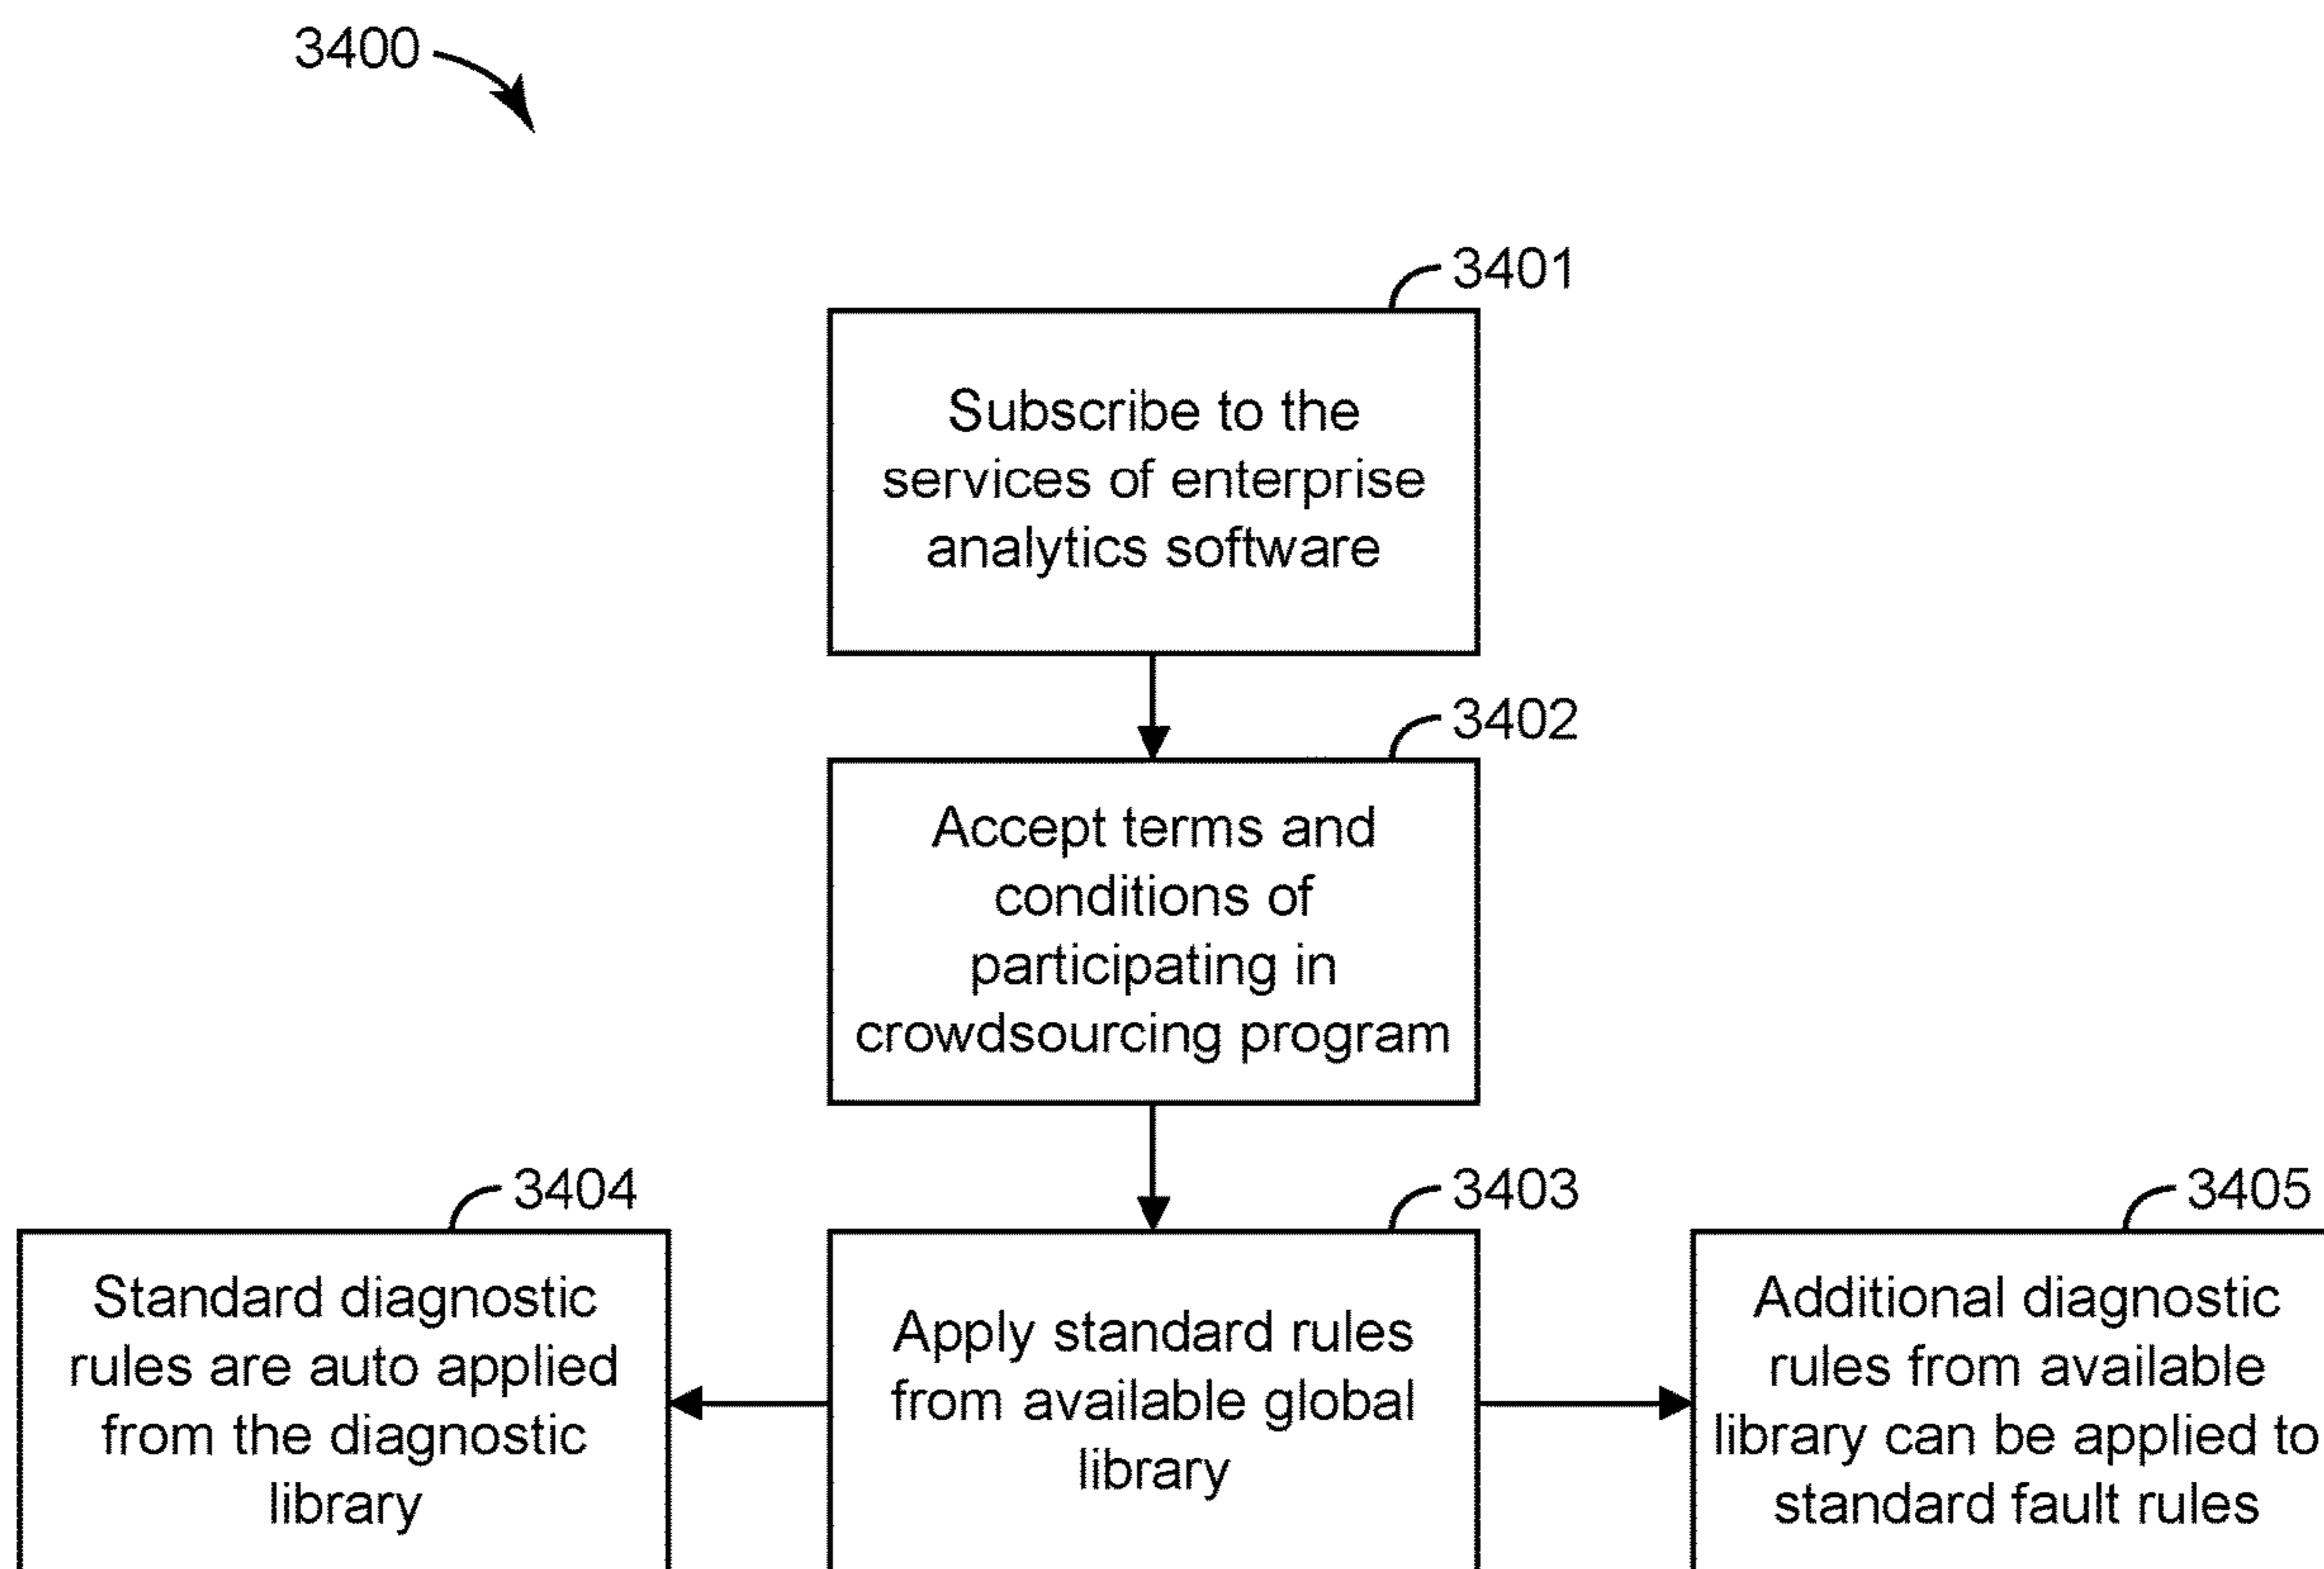 3400
3401
Subscribe to the
services of enterprise
analytics software
3402
Accept terms and
conditions of
participating in
crowdsourcing program
3404
Standard diagnostic
rules are auto applied
from the diagnostic
library
3403
Apply standard rules
from available global
library
3405
Additional diagnostic
rules from available
library can be applied to
standard fault rules